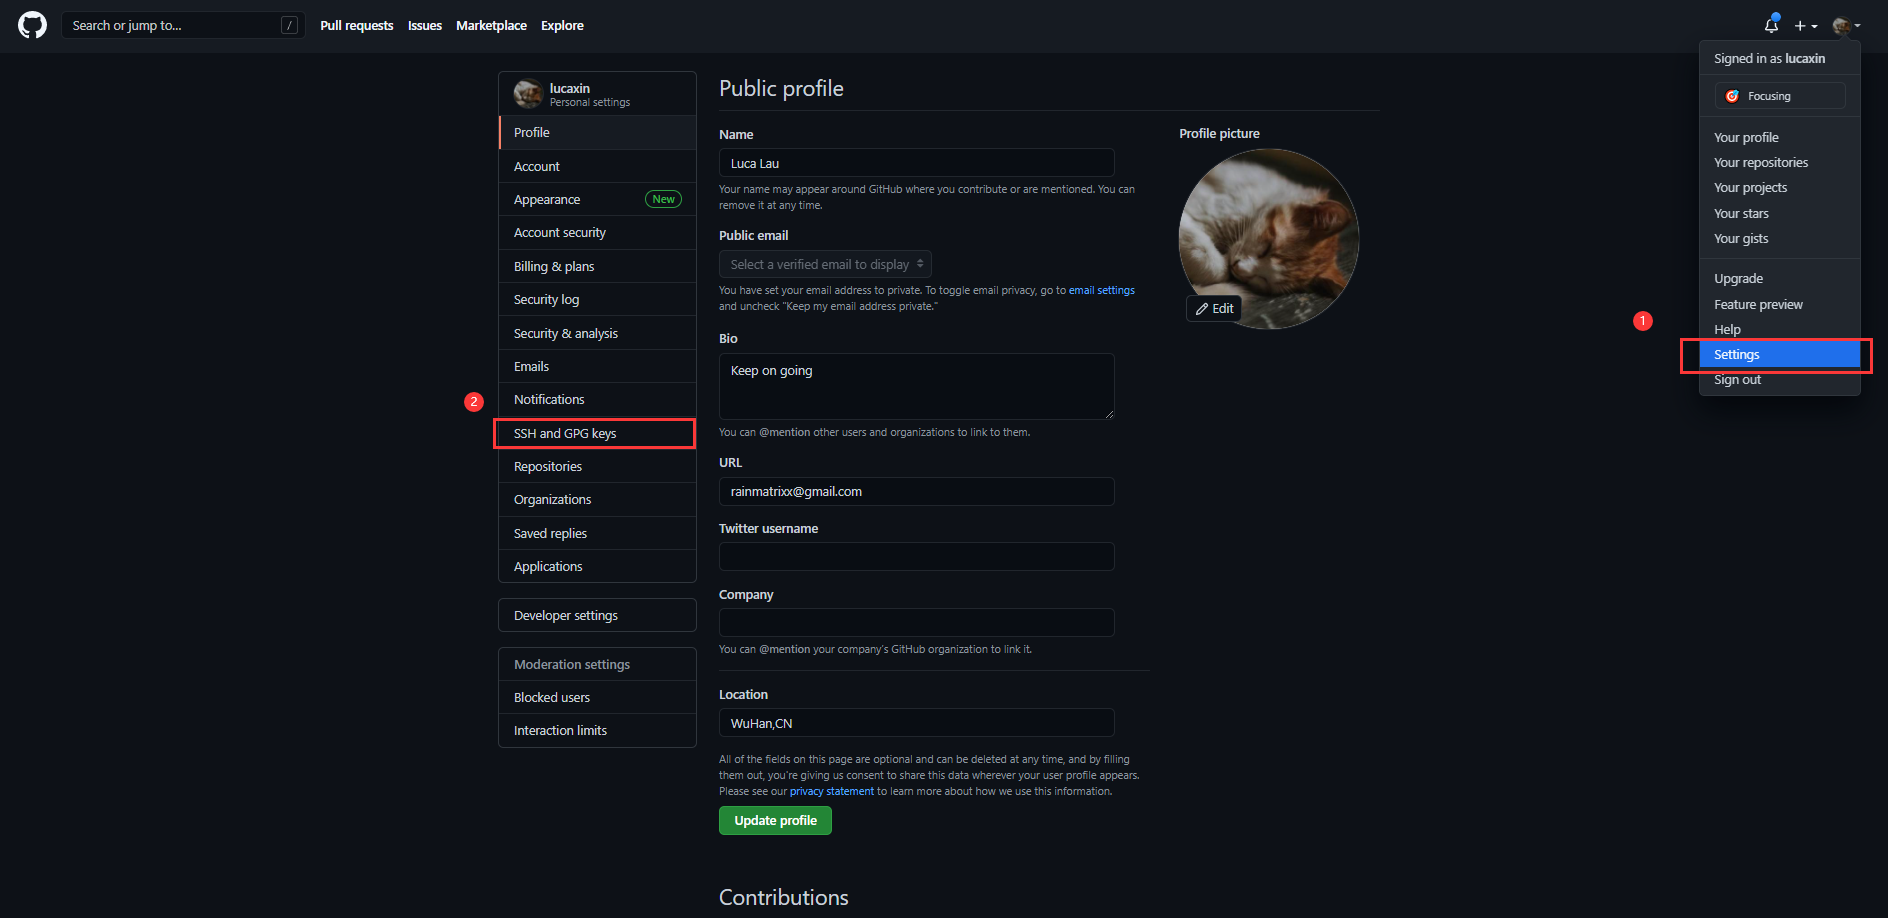 Search or jump to...
/
Pull requests
Issues
Marketplace
Explore
Signed in as lucaxin
Focusing
Your profile
Your repositories
Your projects
Your stars
Your gists
Upgrade
Feature preview
Help
1
Settings
Sign out
lucaxin
Personal settings
Profile
Account
Appearance
New
Account security
Billing & plans
Security log
Security & analysis
Emails
Notifications
2
SSH and GPG keys
Repositories
Organizations
Saved replies
Applications
Developer settings
Moderation settings
Blocked users
Interaction limits
Public profile
Name
Luca Lau
Your name may appear around GitHub where you contribute or are mentioned. You can
remove it at any time.
Public email
Select a verified email to display
You have set your email address to private. To toggle email privacy, go to email settings
and uncheck "Keep my email address private."
Bio
Keep on going
You can @mention other users and organizations to link to them.
URL
rainmatrixx@gmail.com
Twitter username
Company
You can @mention your company's GitHub organization to link it.
Location
WuHan,CN
All of the fields on this page are optional and can be deleted at any time, and by filling
them out, you're giving us consent to share this data wherever your user profile appears.
Please see our privacy statement to learn more about how we use this information.
Update profile
Profile picture
Edit
Contributions